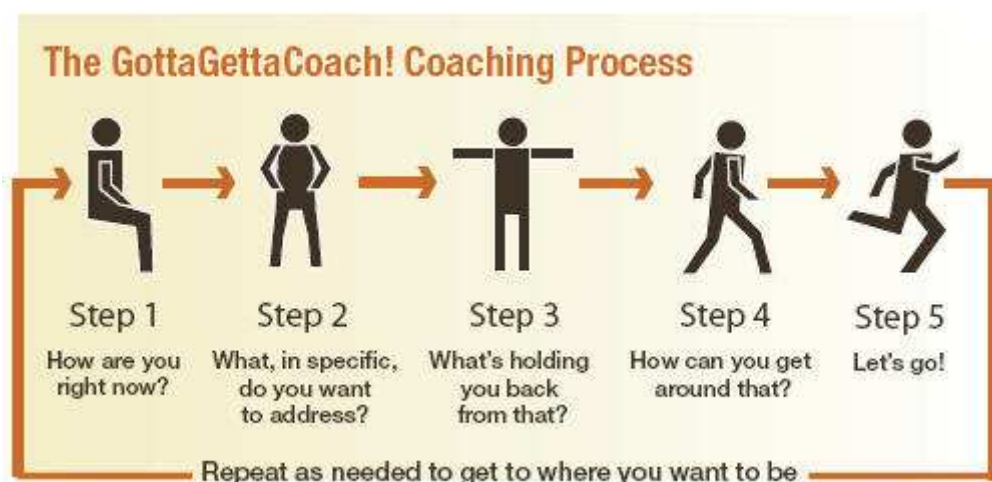 The GottaGettaCoach! Coaching Process
Step 1
How are you
right now?
Step 2
What, in specific,
do you want
to address?
Step 3
What's holding
you back
from that?
Step 4
How can you get
around that?
Step 5
Let's go!
Repeat as needed to get to where you want to be